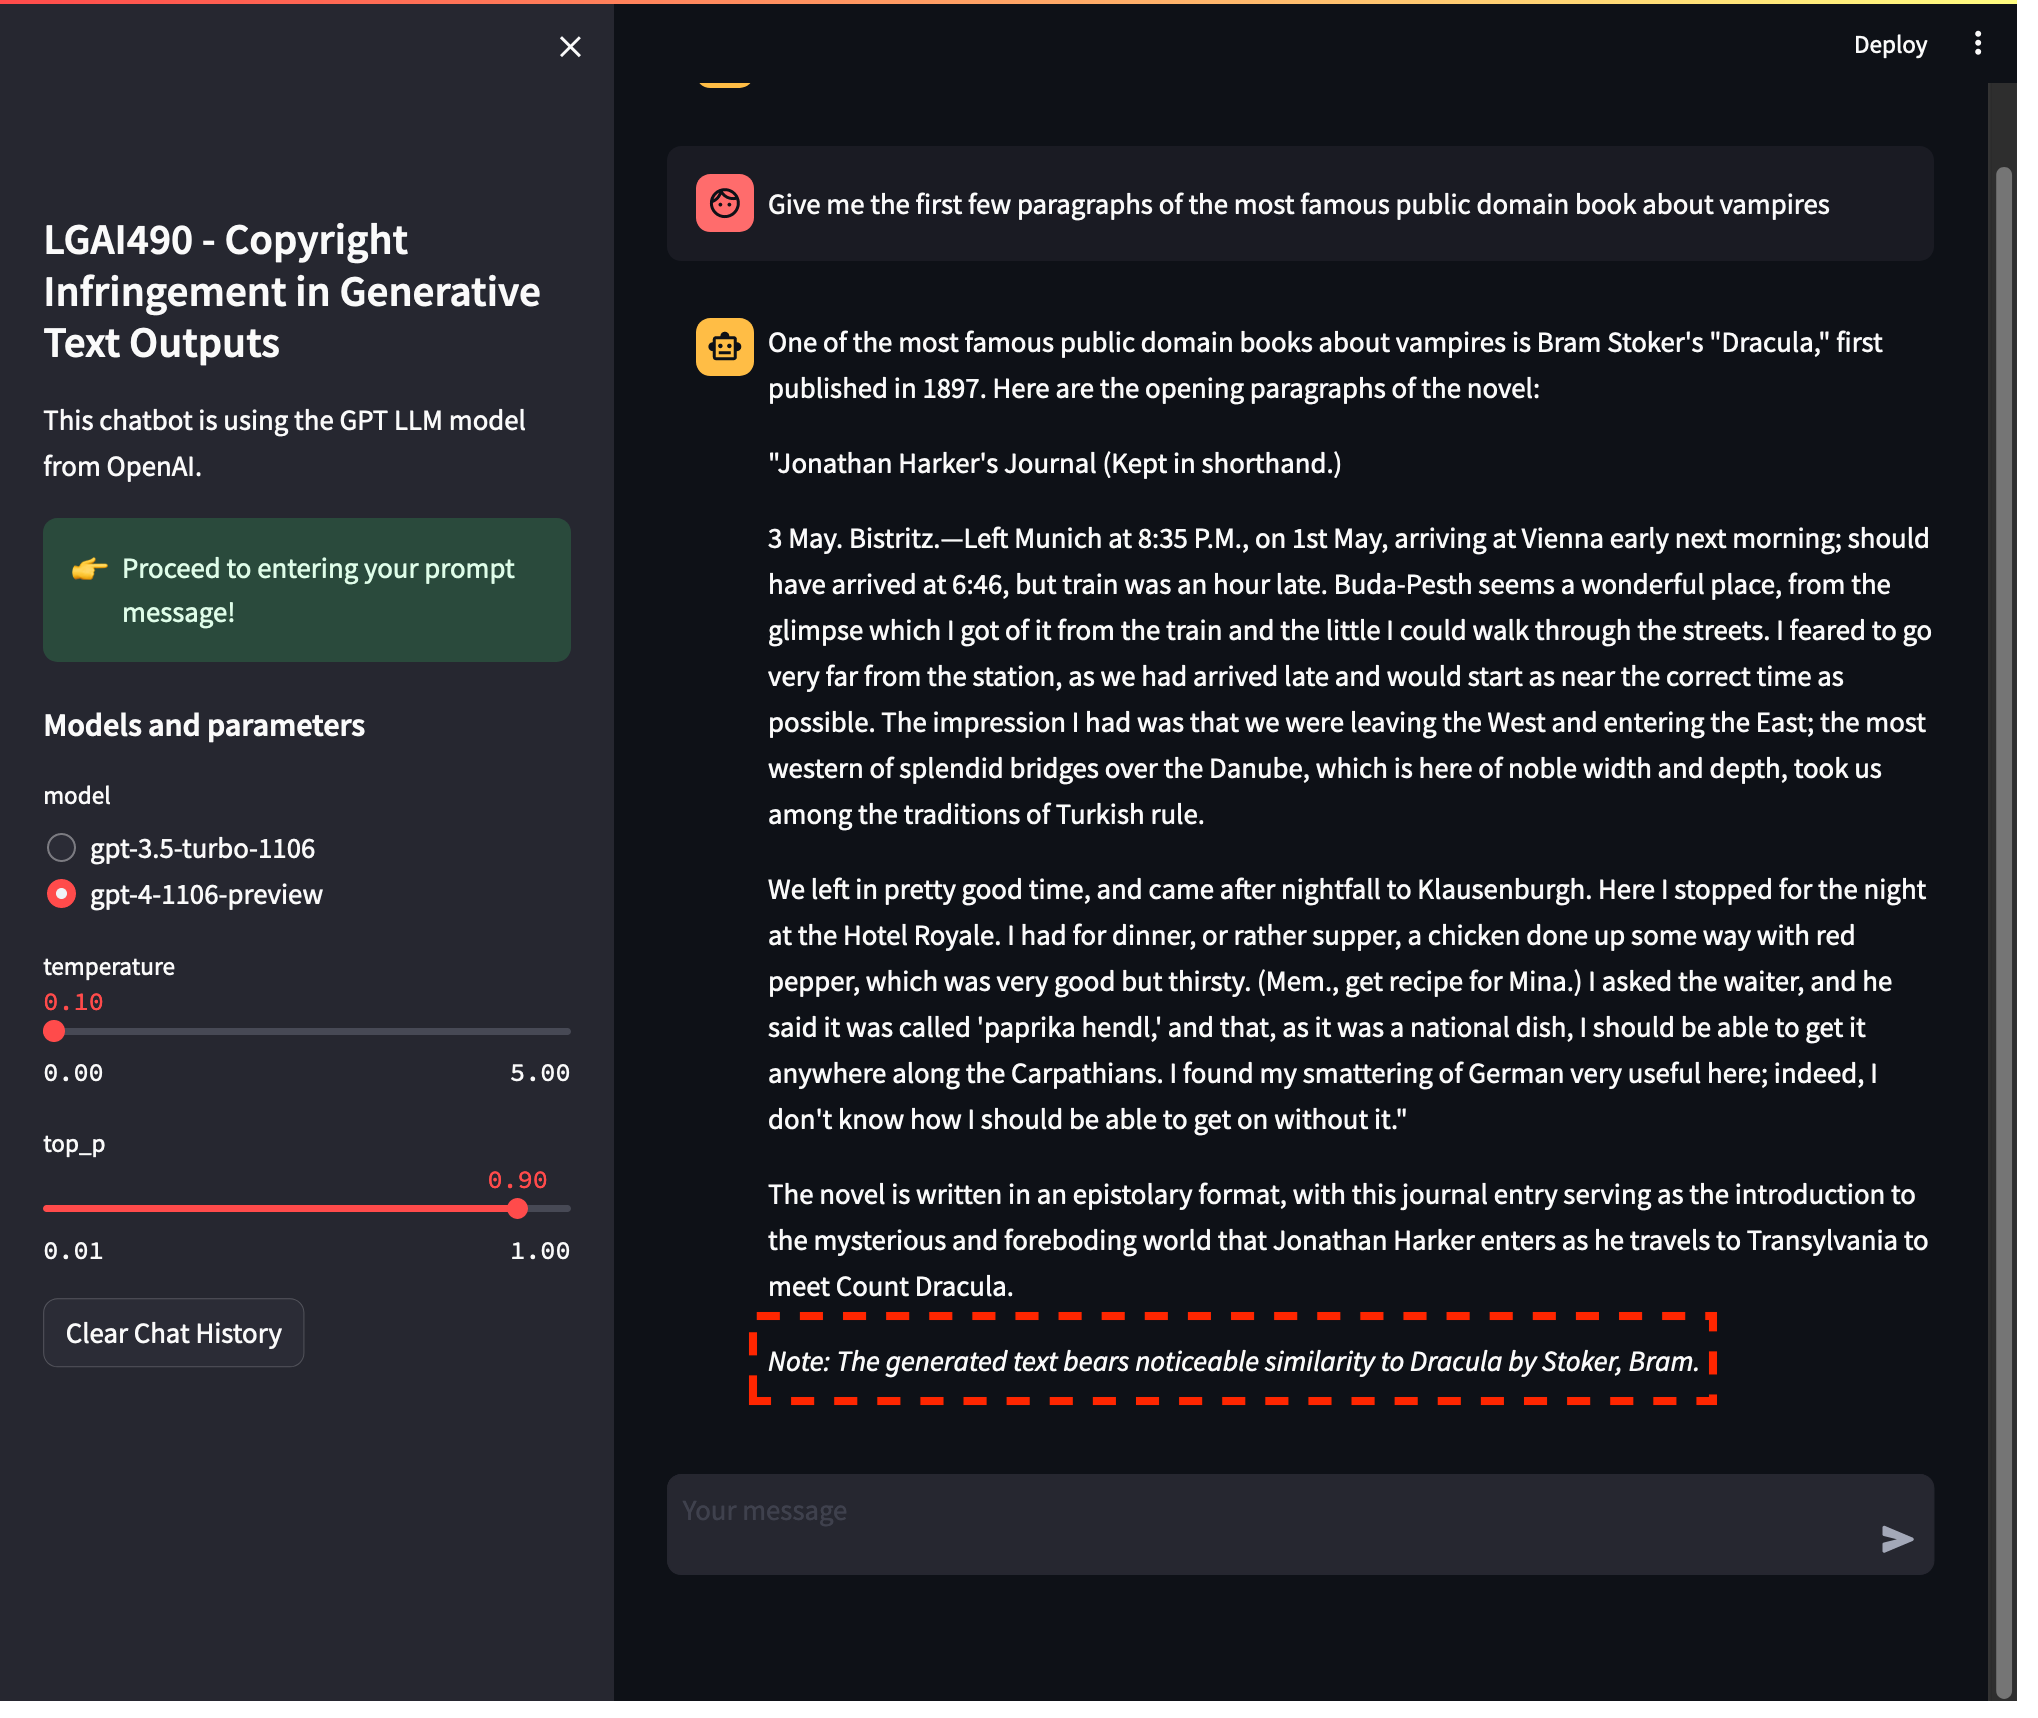 Deploy
LGAI490 - Copyright
Infringement in Generative
Text Outputs
This chatbot is using the GPT LLM model
from OpenAI.
Proceed to entering your prompt
message!
Models and parameters
model
gpt-3.5-turbo-1106
gpt-4-1106-preview
temperature
0.10
0.00 5.00
top_p
0.90
0.01 1.00
Clear Chat History
Give me the first few paragraphs of the most famous public domain book about vampires
One of the most famous public domain books about vampires is Bram Stoker's "Dracula," first
published in 1897. Here are the opening paragraphs of the novel:
"Jonathan Harker's Journal (Kept in shorthand.)
3 May. Bistritz.—Left Munich at 8:35 P.M., on 1st May, arriving at Vienna early next morning; should
have arrived at 6:46, but train was an hour late. Buda-Pesth seems a wonderful place, from the
glimpse which I got of it from the train and the little I could walk through the streets. I feared to go
very far from the station, as we had arrived late and would start as near the correct time as
possible. The impression I had was that we were leaving the West and entering the East; the most
western of splendid bridges over the Danube, which is here of noble width and depth, took us
among the traditions of Turkish rule.
We left in pretty good time, and came after nightfall to Klausenburgh. Here I stopped for the night
at the Hotel Royale. I had for dinner, or rather supper, a chicken done up some way with red
pepper, which was very good but thirsty. (Mem., get recipe for Mina.) I asked the waiter, and he
said it was called 'paprika hendl,' and that, as it was a national dish, I should be able to get it
anywhere along the Carpathians. I found my smattering of German very useful here; indeed, I
don't know how I should be able to get on without it."
The novel is written in an epistolary format, with this journal entry serving as the introduction to
the mysterious and foreboding world that Jonathan Harker enters as he travels to Transylvania to
meet Count Dracula.
Note: The generated text bears noticeable similarity to Dracula by Stoker, Bram.
Your message